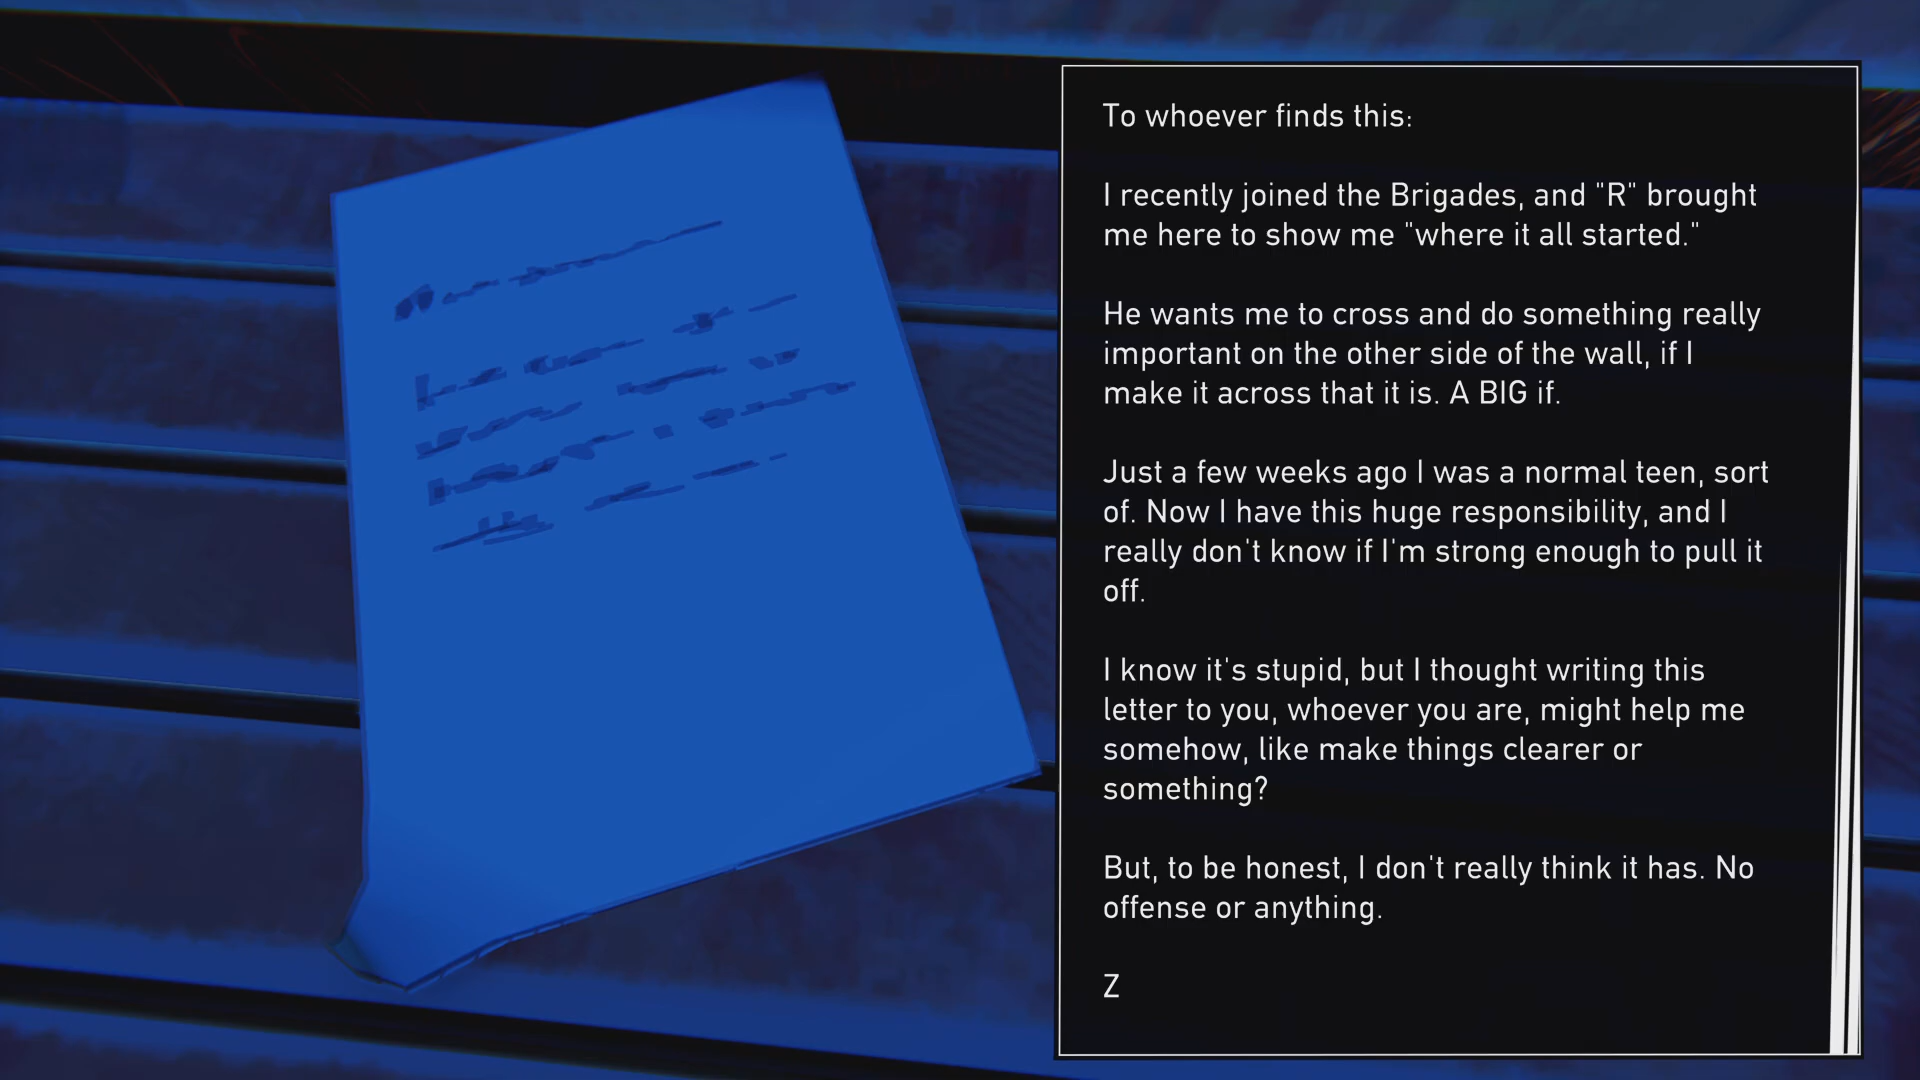 To whoever finds this:
I recently joined the Brigades, and "R" brought
me here to show me "where it all started."
He wants me to cross and do something really
important on the other side of the wall, if I
make it across that it is. A BIG if.
Just a few weeks ago I was a normal teen, sort
of. Now I have this huge responsibility, and I
really don't know if I'm strong enough to pull it
off.
I know it's stupid, but I thought writing this
letter to you, whoever you are, might help me
somehow, like make things clearer or
something?
But, to be honest, I don't really think it has. No
offense or anything.
Z